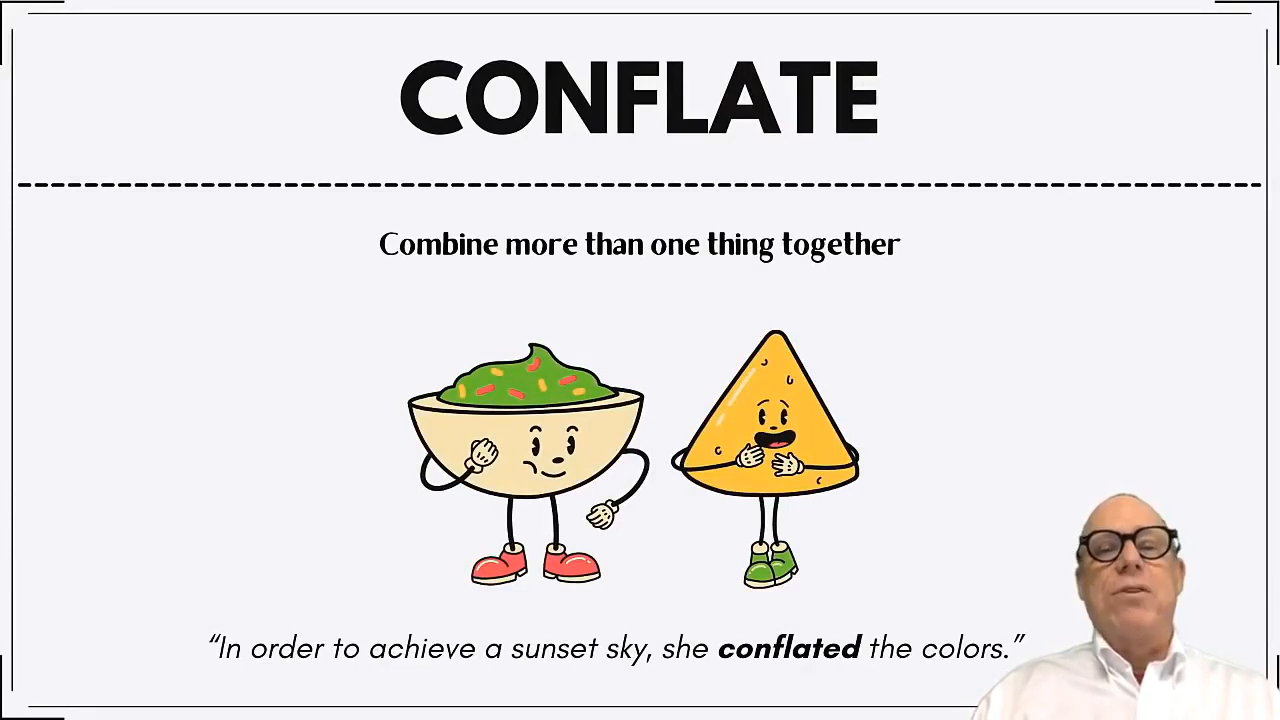 CONFLATE
Combine more than one thing together
“In order to achieve a sunset sky, she conflated the colors.”